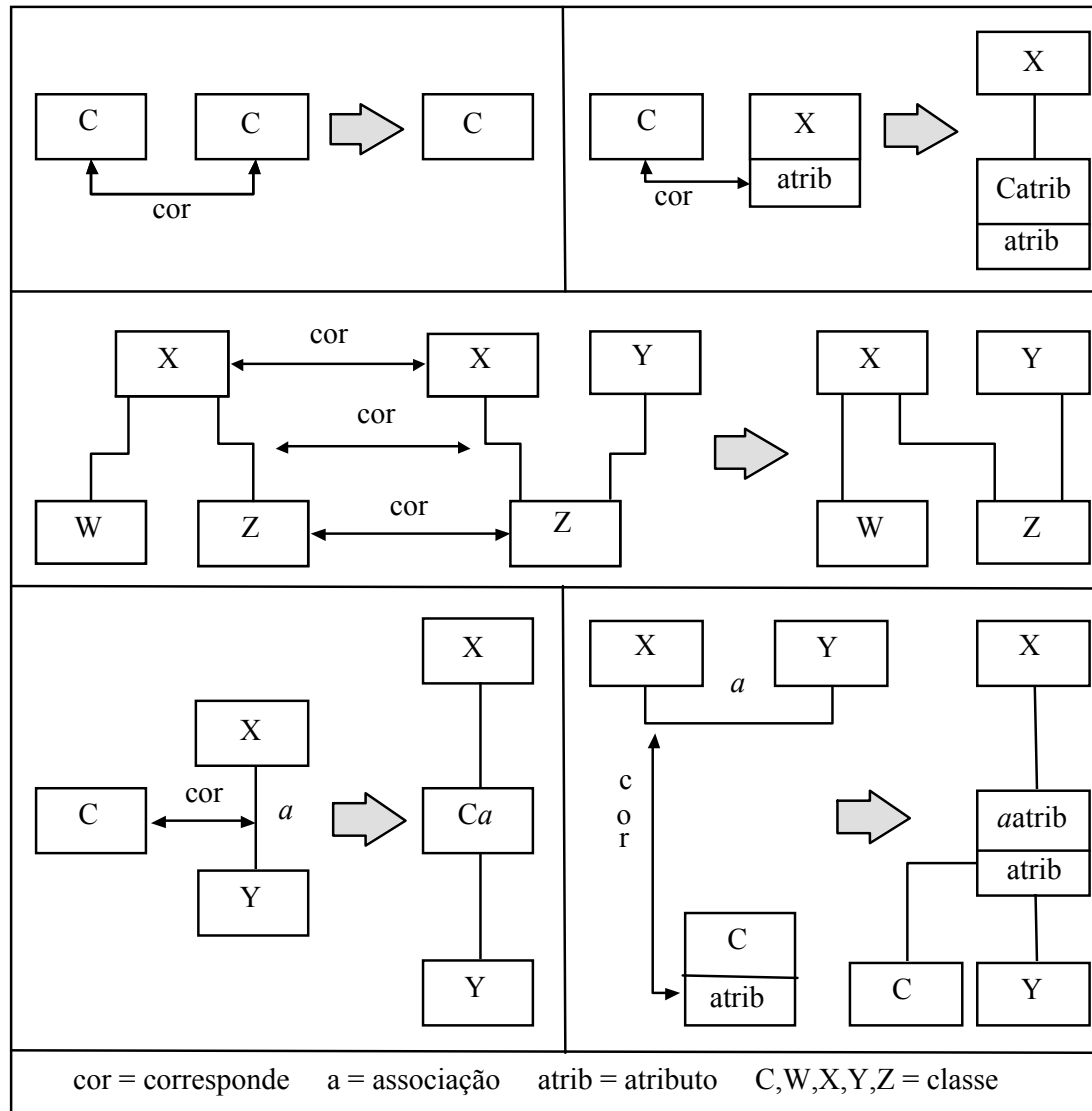 C C C
cor
C X
atrib
cor
X
Catrib
atrib
X cor X Y
cor
W Z cor Z
X Y
W Z
X
C cor a
Y
X
Ca
Y
X Y
a
c
o
r
C
atrib
X
aatrib
atrib
C Y
cor = corresponde a = associação atrib = atributo C,W,X,Y,Z = classe